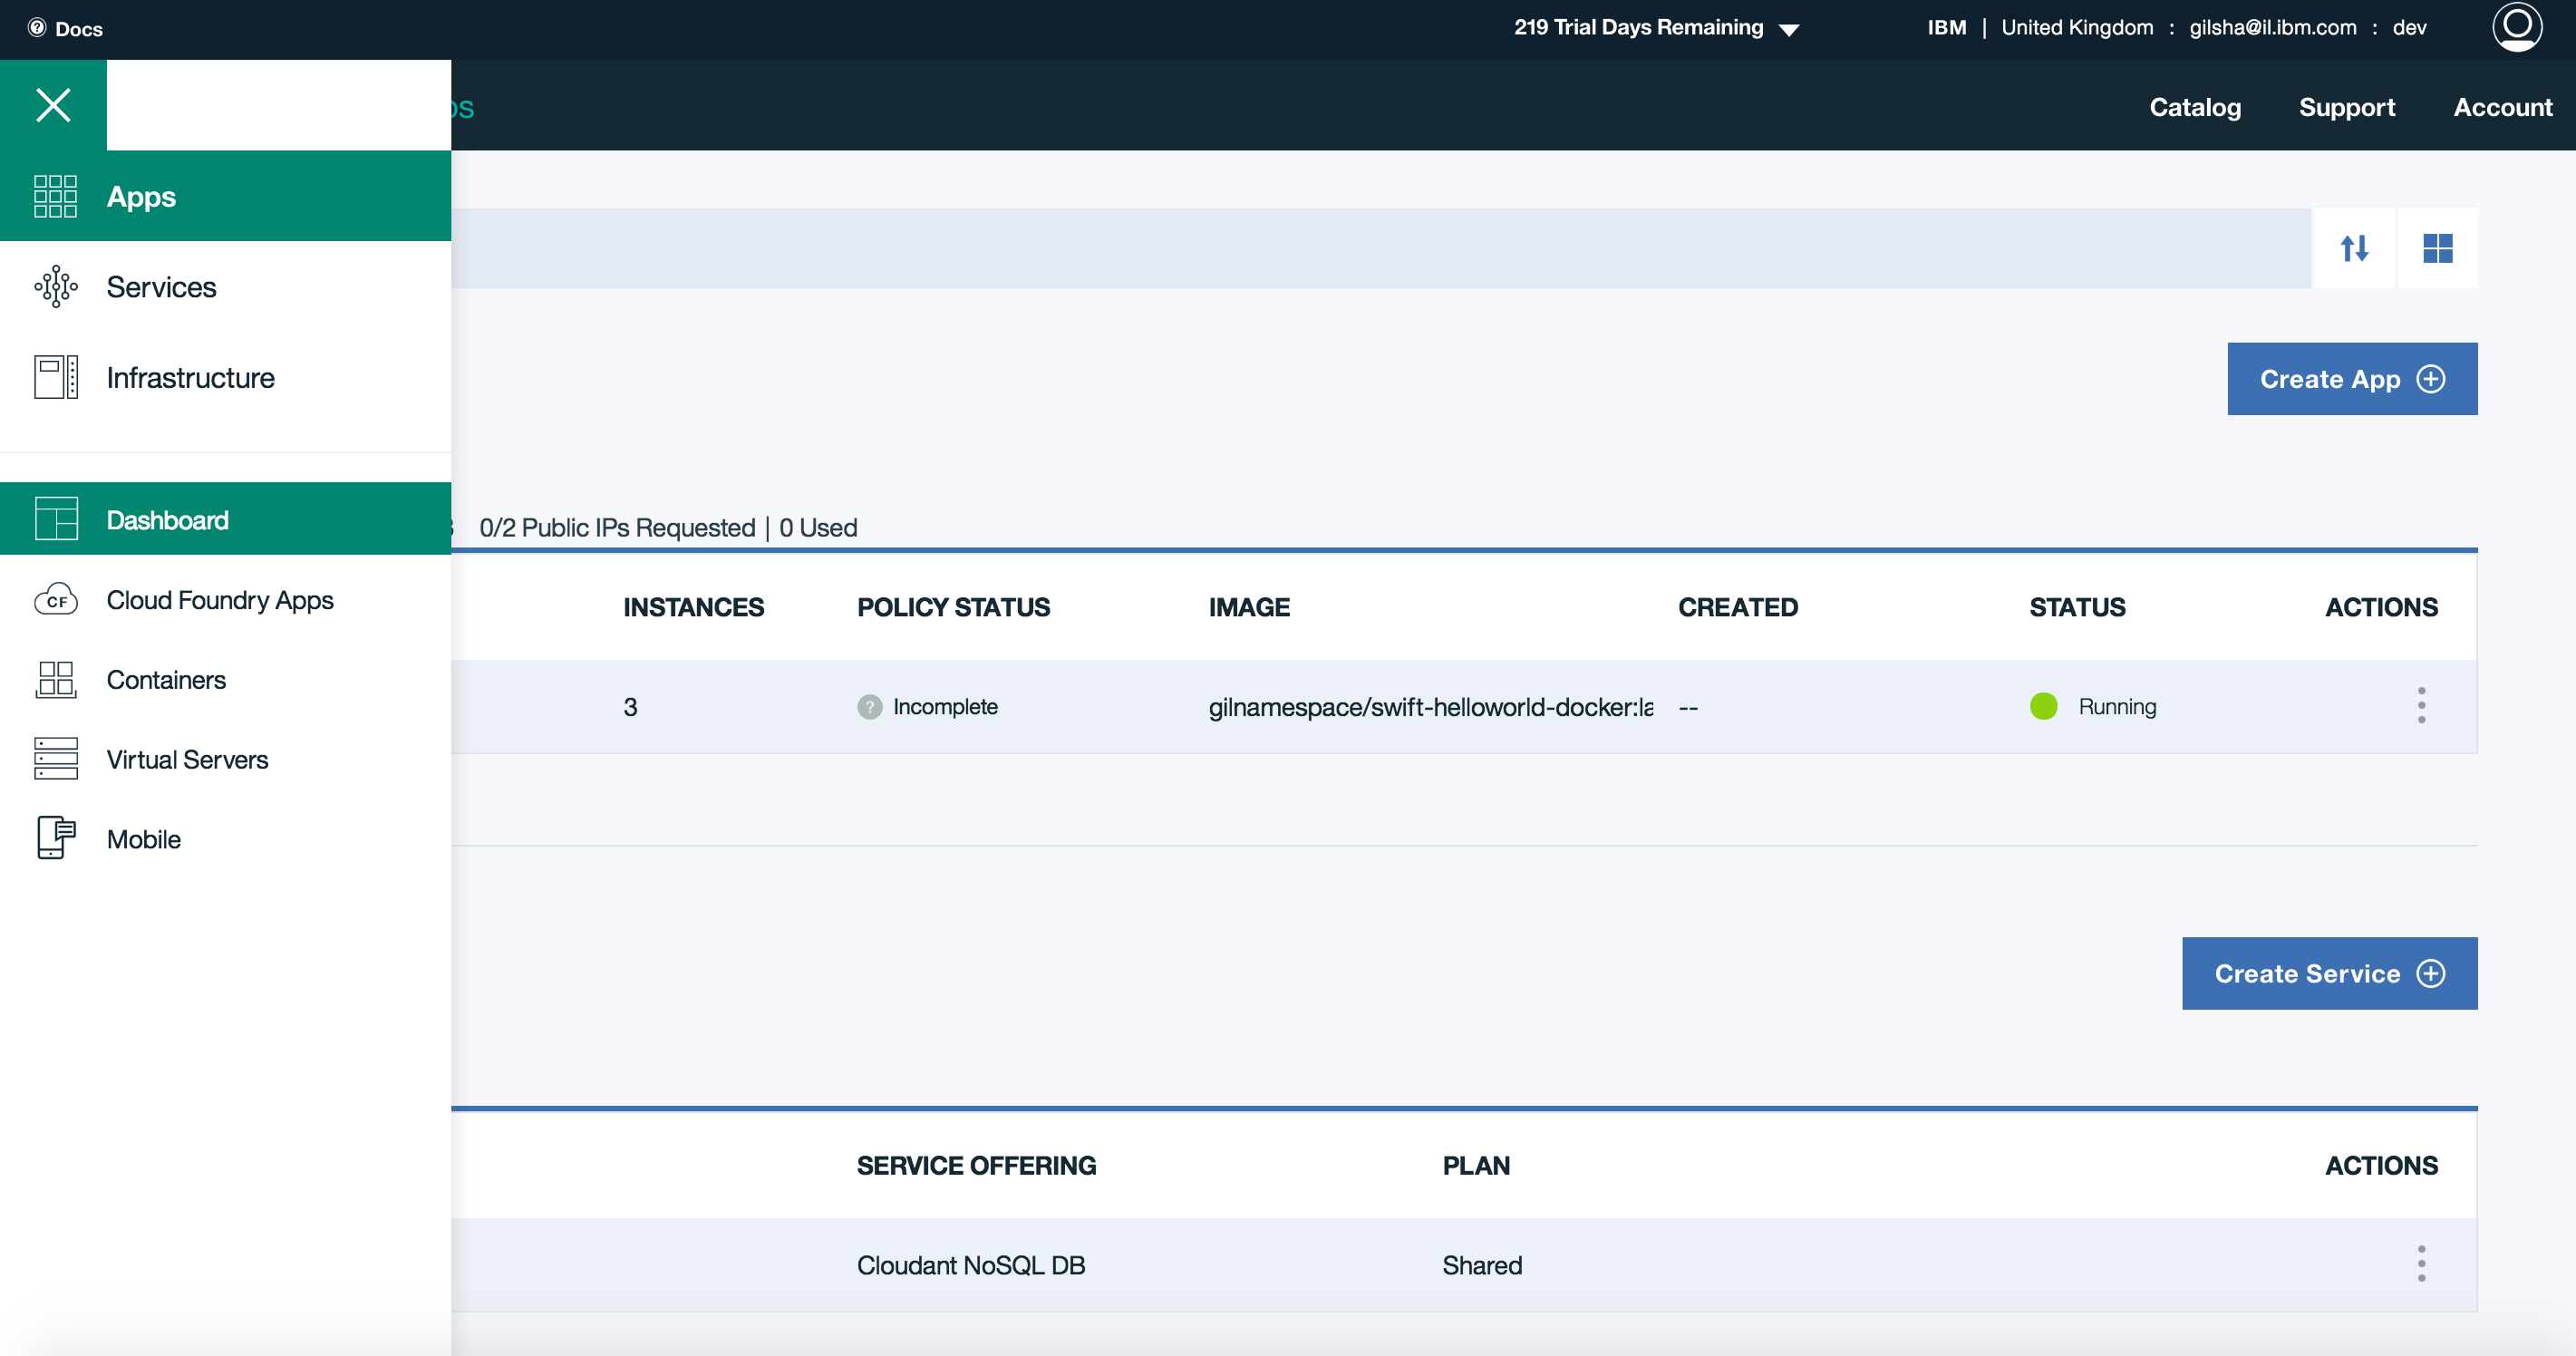 Docs
219 Trial Days Remaining
IBM | United Kingdom : gilsha@il.ibm.com : dev
Catalog Support Account
Apps
Services
Infrastructure
Create App
Dashboard
0/2 Public IPs Requested | 0 Used
CF Cloud Foundry Apps
Containers
Virtual Servers
Mobile
INSTANCES POLICY STATUS IMAGE CREATED STATUS ACTIONS
3 ? Incomplete gilnamespace/swift-helloworld-docker:la -- Running
Create Service
SERVICE OFFERING PLAN ACTIONS
Cloudant NoSQL DB Shared